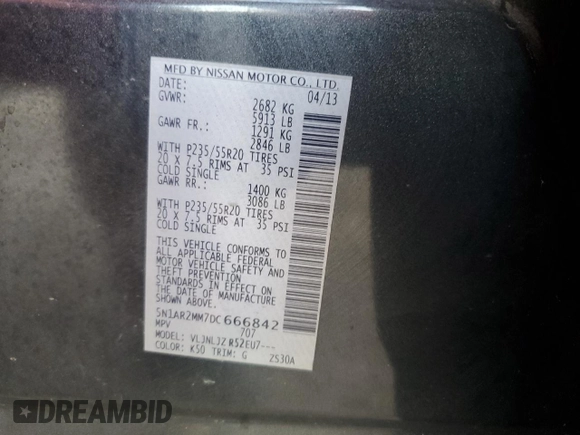 MFD BY NISSAN MOTOR CO., LTD.
DATE: 04/13
GVWR: 2682 KG
5913 LB
GAWR FR.: 1291 KG
2846 LB
WITH P235/55R20 TIRES
20 X 7.5 RIMS AT 35 PSI
COLD SINGLE
GAWR RR.: 1400 KG
3086 LB
WITH P235/55R20 TIRES
20 X 7.5 RIMS AT 35 PSI
COLD SINGLE
THIS VEHICLE CONFORMS TO
ALL APPLICABLE FEDERAL
MOTOR VEHICLE SAFETY AND
THEFT PREVENTION
STANDARDS IN EFFECT ON
THE DATE OF MANUFACTURE
5N1AR2MM7DC666842
MPV 707
MODEL: VLJNLJZ R52EU7---
COLOR: K50 TRIM: G ZS30A
DREAMBID